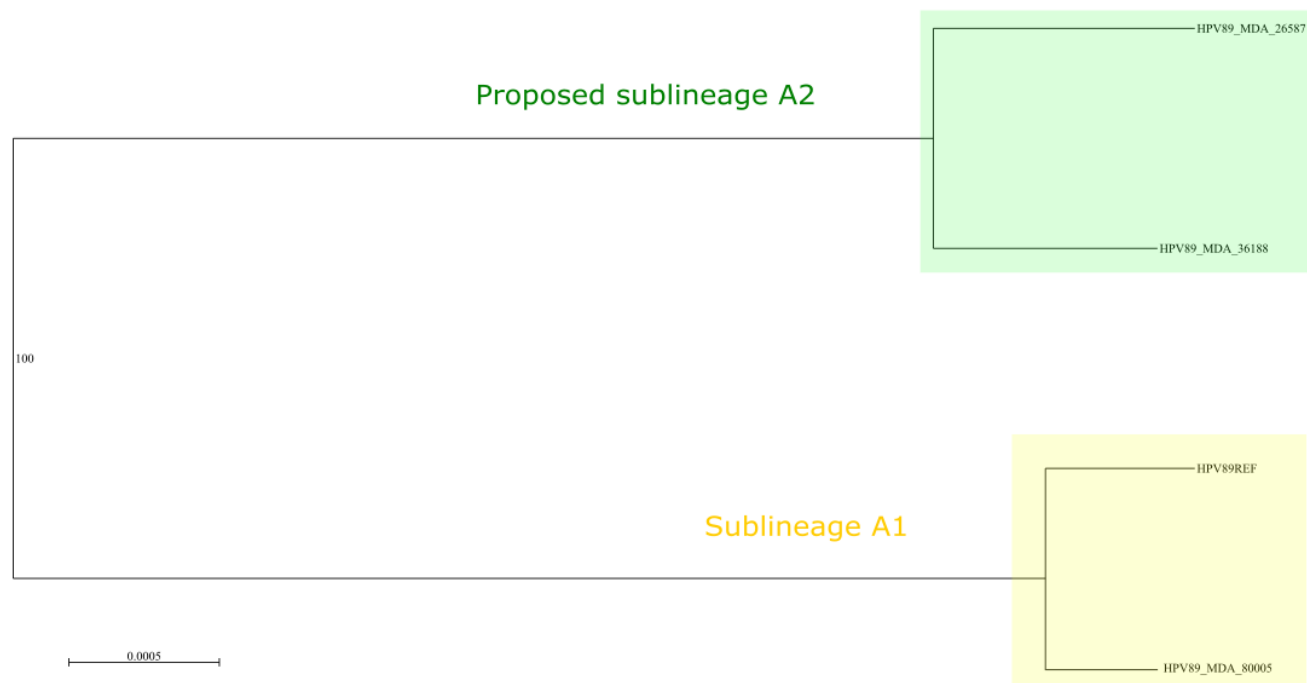 HPV89_MDA_26587
Proposed sublineage A2
HPV89_MDA_36188
100
HPV89REF
Sublineage A1
0.0005
HPV89_MDA_80005